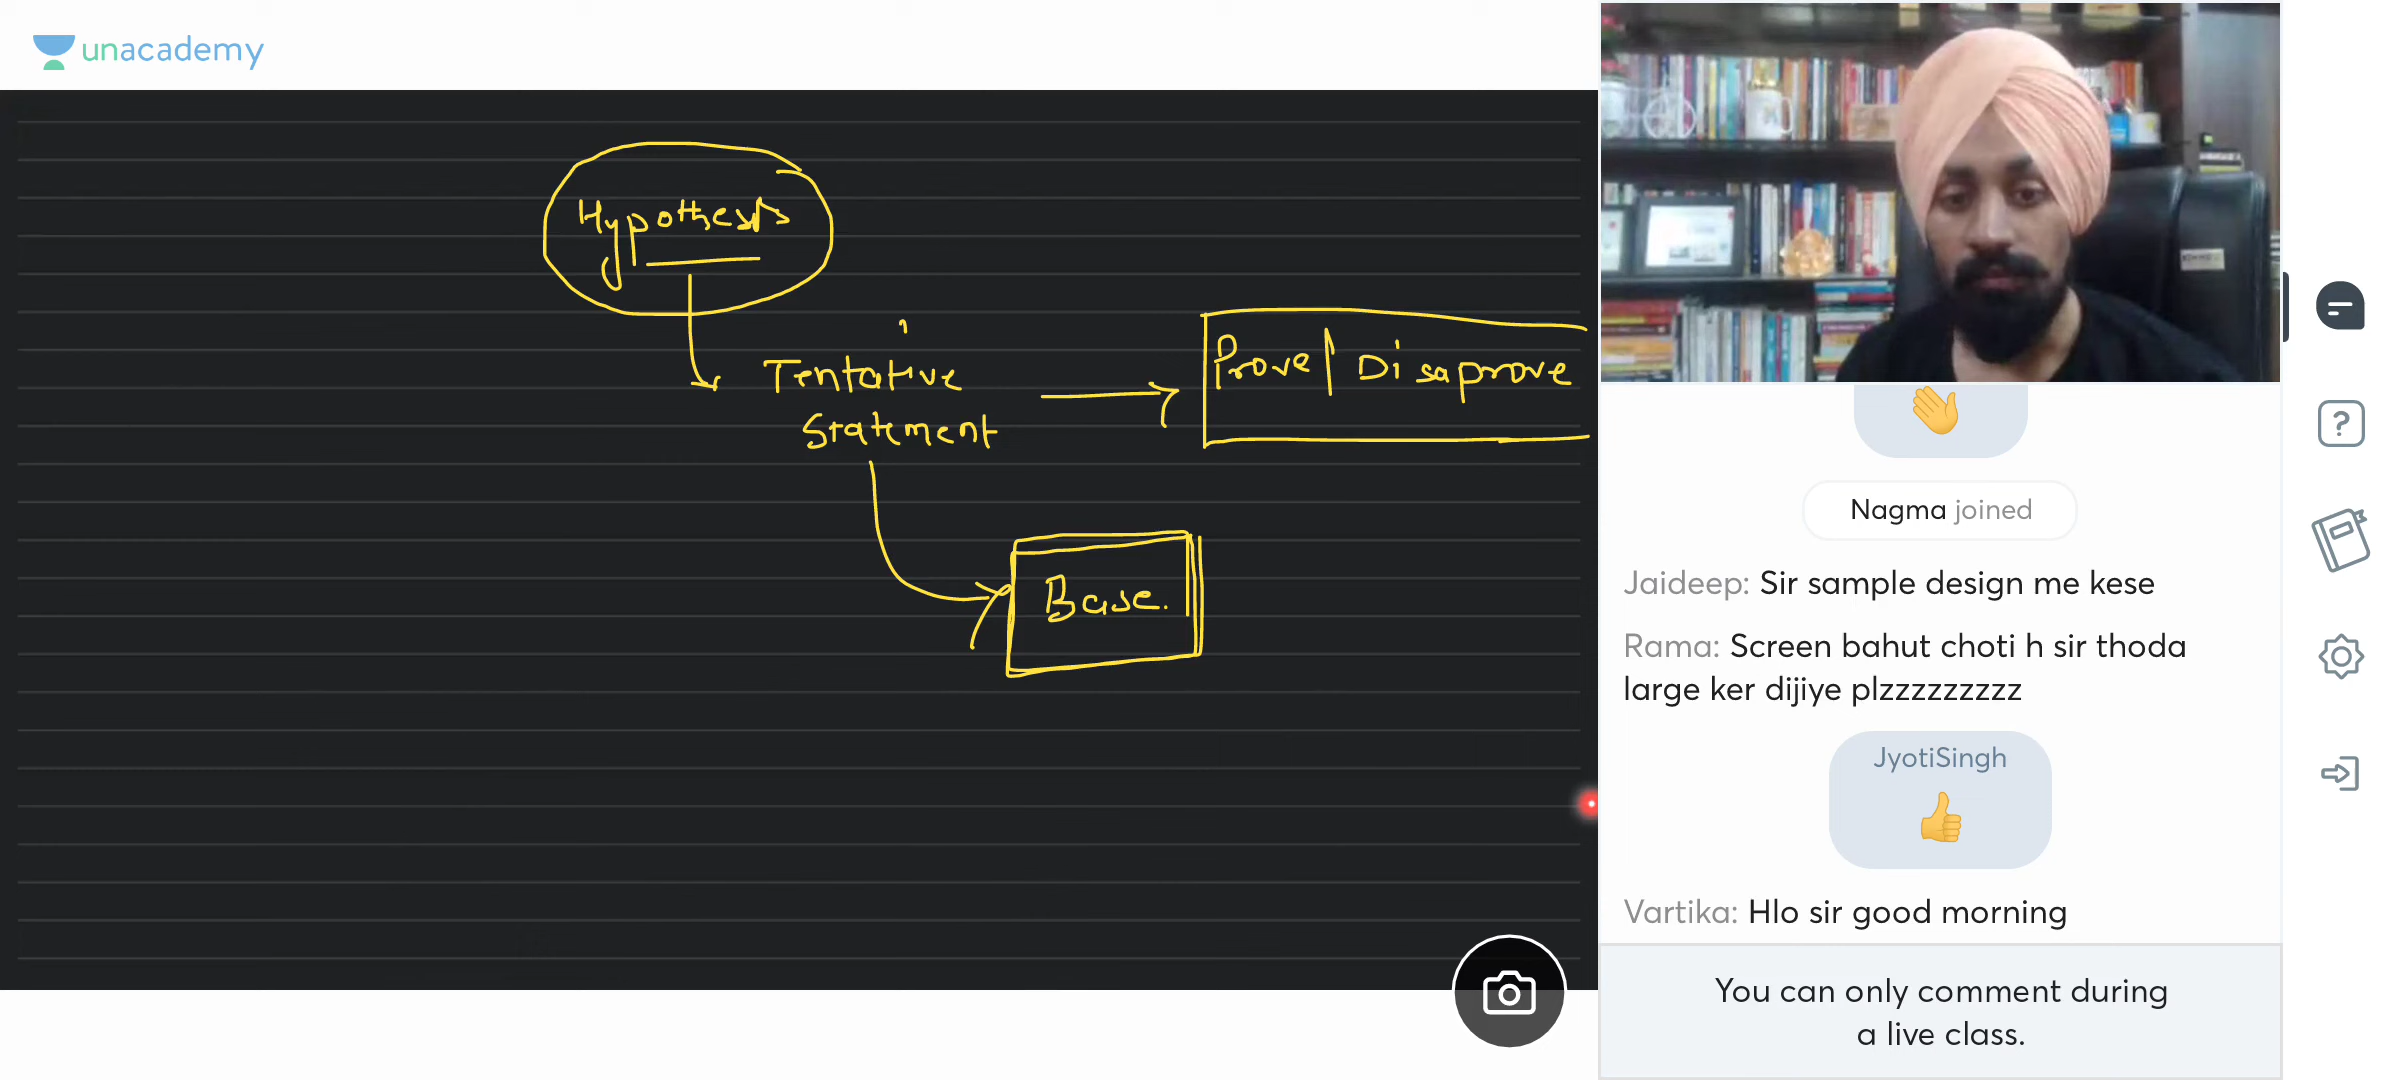 unacademy
Hypothesis
Tentative
Statement
Prove | Disaprove
Base.
Nagma joined
Jaideep: Sir sample design me kese
Rama: Screen bahut choti h sir thoda
large ker dijiye plzzzzzzzzz
JyotiSingh
Vartika: Hlo sir good morning
You can only comment during
a live class.